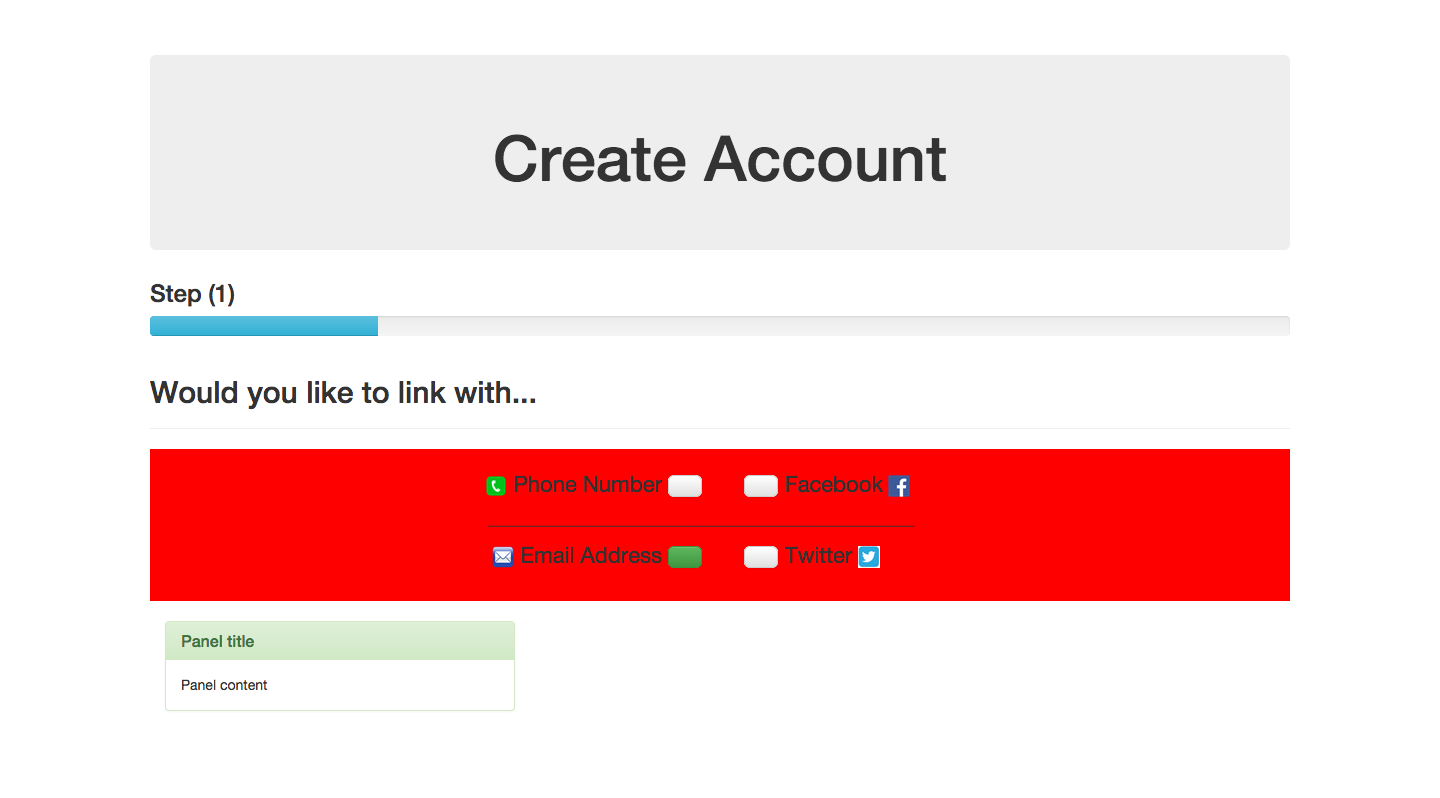 Create Account
Step (1)
Would you like to link with...
Phone Number Facebook
Email Address Twitter
Panel title
Panel content